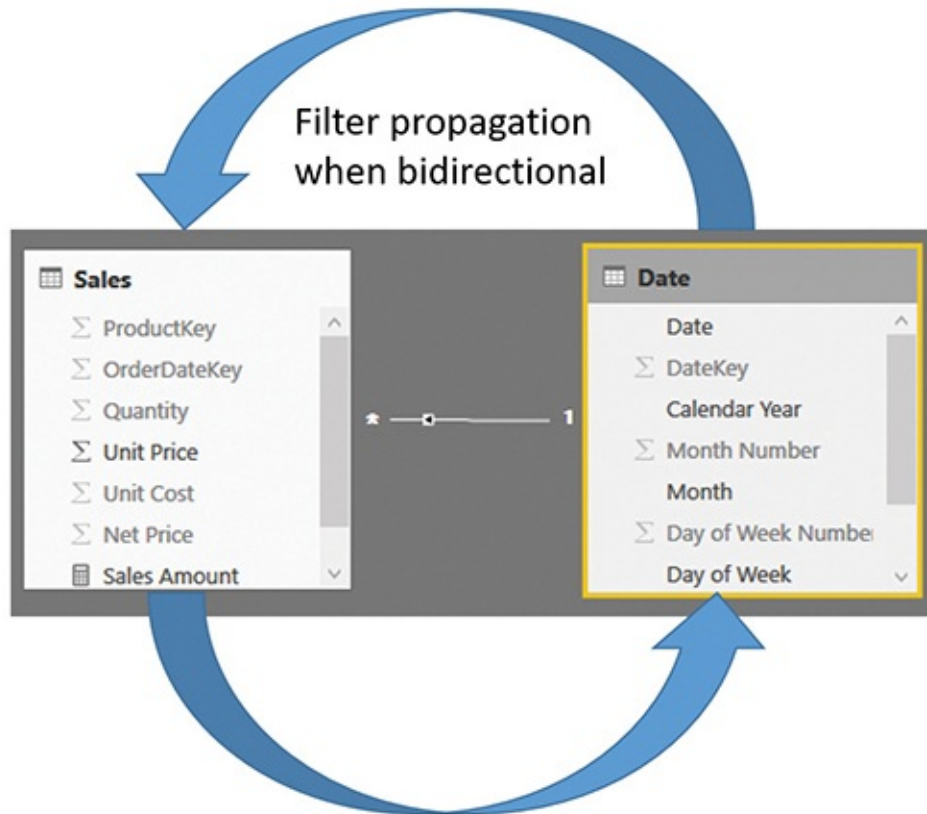 Filter propagation
when bidirectional
Sales
ProductKey
OrderDateKey
Quantity
Unit Price
Unit Cost
Net Price
Sales Amount
* 1
Date
Date
DateKey
Calendar Year
Month Number
Month
Day of Week Number
Day of Week